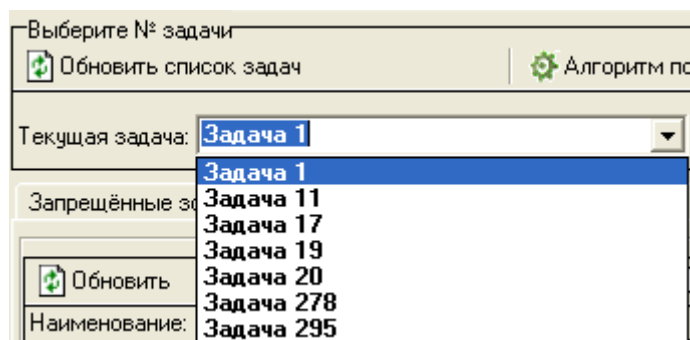 Выберите № задачи
Обновить список задач
Алгоритм по
Текущая задача: Задача 1
Задача 1
Задача 11
Запрещённые зо
Задача 17
Задача 19
Обновить
Задача 20
Задача 278
Наименование:
Задача 295